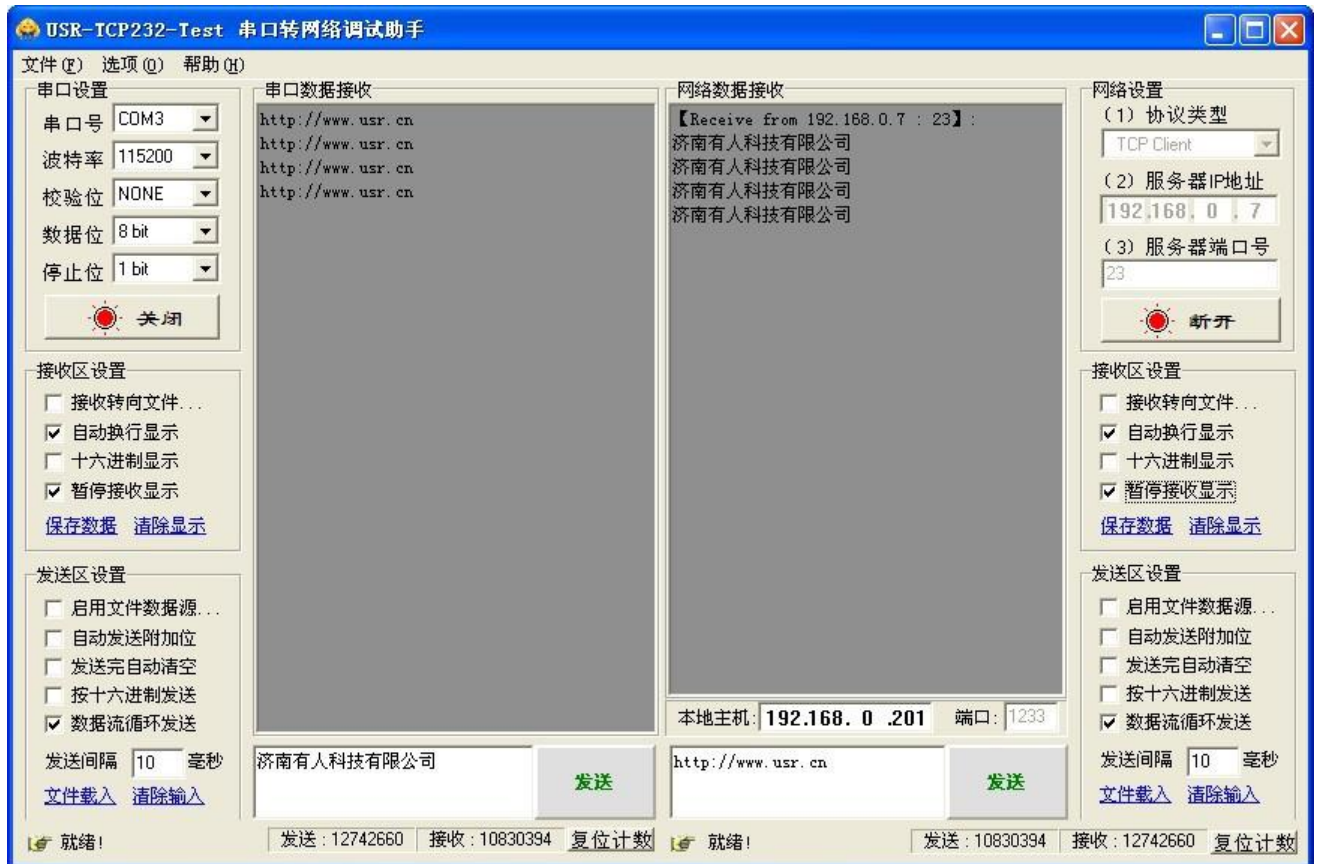 USR-TCP232-Test 串口转网络调试助手
文件(F) 选项(O) 帮助(H)
串口设置
串口号 COM3
波特率 115200
校验位 NONE
数据位 8 bit
停止位 1 bit
关闭
接收区设置
接收转向文件...
自动换行显示
十六进制显示
暂停接收显示
保存数据 清除显示
发送区设置
启用文件数据源...
自动发送附加位
发送完自动清空
按十六进制发送
数据流循环发送
发送间隔 10 毫秒
文件载入 清除输入
串口数据接收
http://www.usr.cn
http://www.usr.cn
http://www.usr.cn
http://www.usr.cn
济南有人科技有限公司
发送
网络数据接收
【Receive from 192.168.0.7 : 23】:
济南有人科技有限公司
济南有人科技有限公司
济南有人科技有限公司
济南有人科技有限公司
本地主机: 192.168. 0 .201 端口: 1233
http://www.usr.cn
发送
网络设置
(1) 协议类型
TCP Client
(2) 服务器IP地址
192.168. 0 . 7
(3) 服务器端口号
23
断开
接收区设置
接收转向文件...
自动换行显示
十六进制显示
暂停接收显示
保存数据 清除显示
发送区设置
启用文件数据源...
自动发送附加位
发送完自动清空
按十六进制发送
数据流循环发送
发送间隔 10 毫秒
文件载入 清除输入
就绪! 发送:12742660 接收:10830394 复位计数
就绪! 发送:10830394 接收:12742660 复位计数